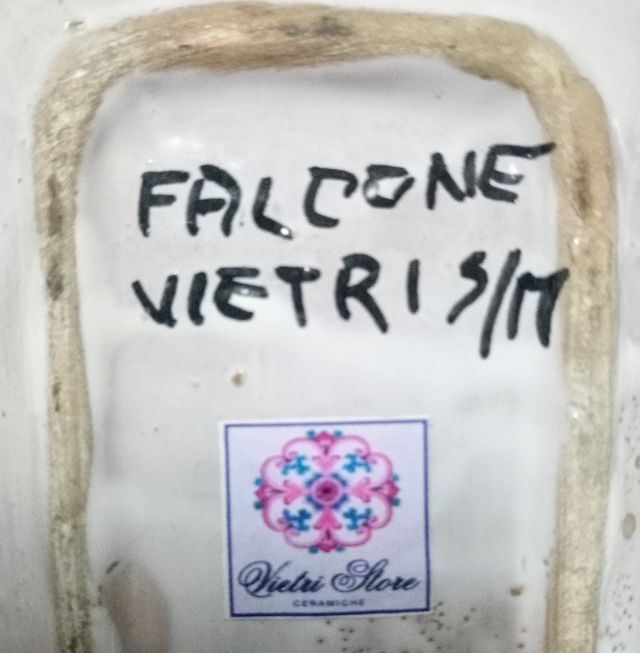 FALCONE
VIETRI S/M
Vietri Store
CERAMICHE